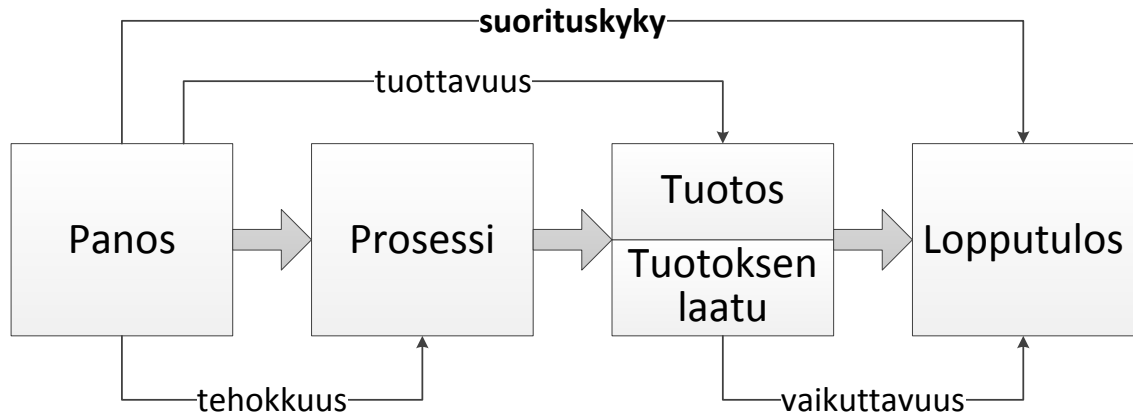 suorituskyky
tuottavuus
Panos
Prosessi
Tuotos
Tuotoksen
laatu
Lopputulos
tehokkuus
vaikuttavuus